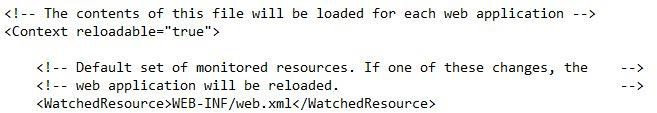 <!-- The contents of this file will be loaded for each web application -->
<Context reloadable="true">
<!-- Default set of monitored resources. If one of these changes, the    -->
<!-- web application will be reloaded.                                   -->
<WatchedResource>WEB-INF/web.xml</WatchedResource>